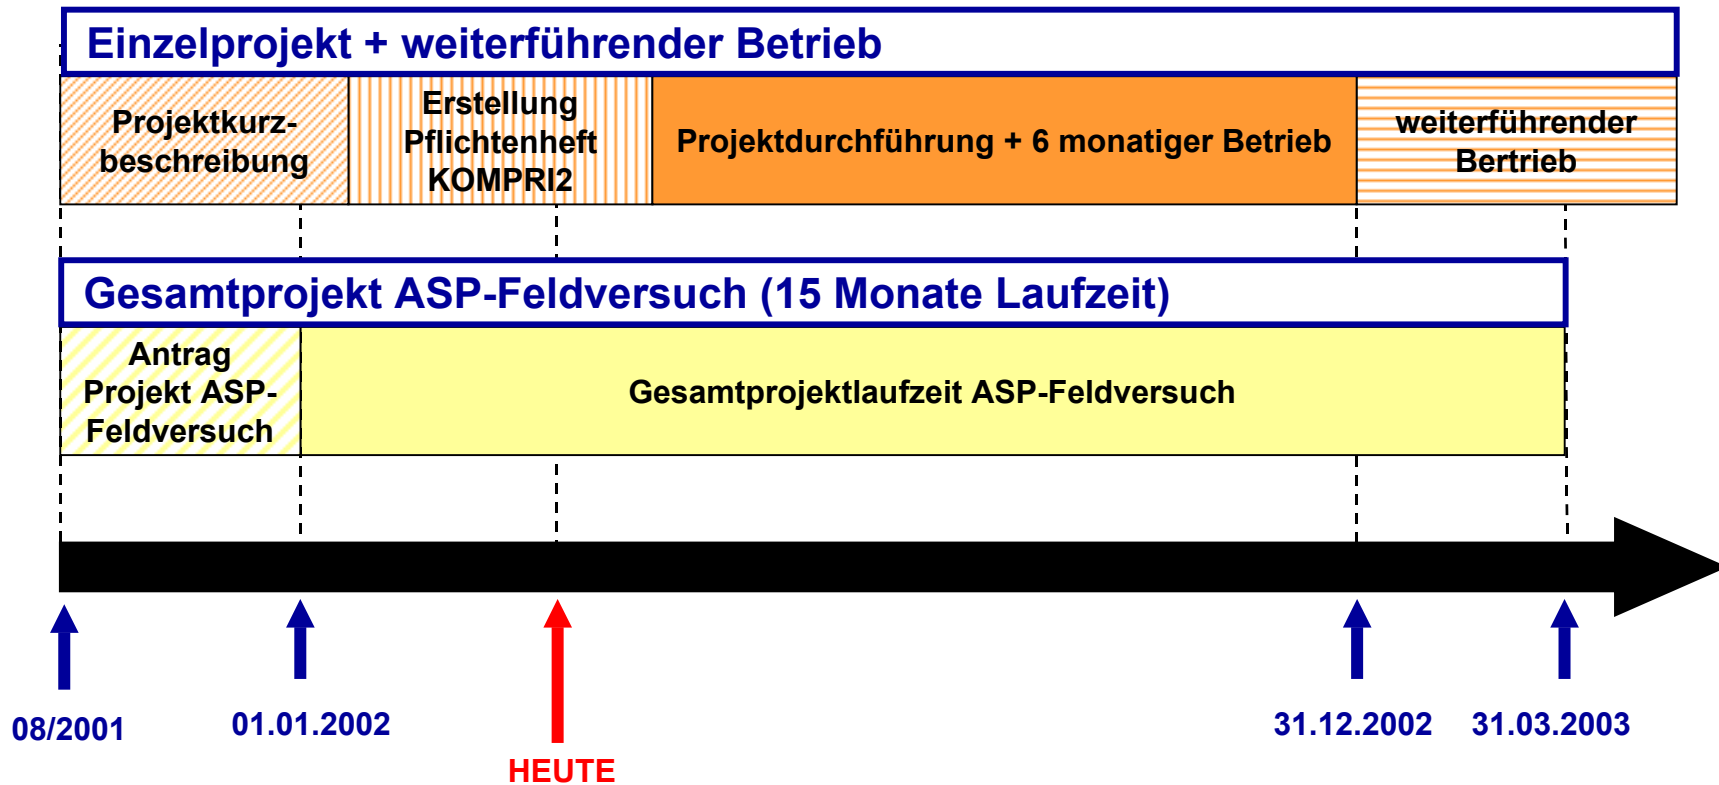 Einzelprojekt + weiterführender Betrieb
Projektkurz-
beschreibung
Erstellung
Pflichtenheft
KOMPRI2
Projektdurchführung + 6 monatiger Betrieb
weiterführender
Bertrieb
Gesamtprojekt ASP-Feldversuch (15 Monate Laufzeit)
Antrag
Projekt ASP-
Feldversuch
Gesamtprojektlaufzeit ASP-Feldversuch
08/2001
01.01.2002
HEUTE
31.12.2002
31.03.2003